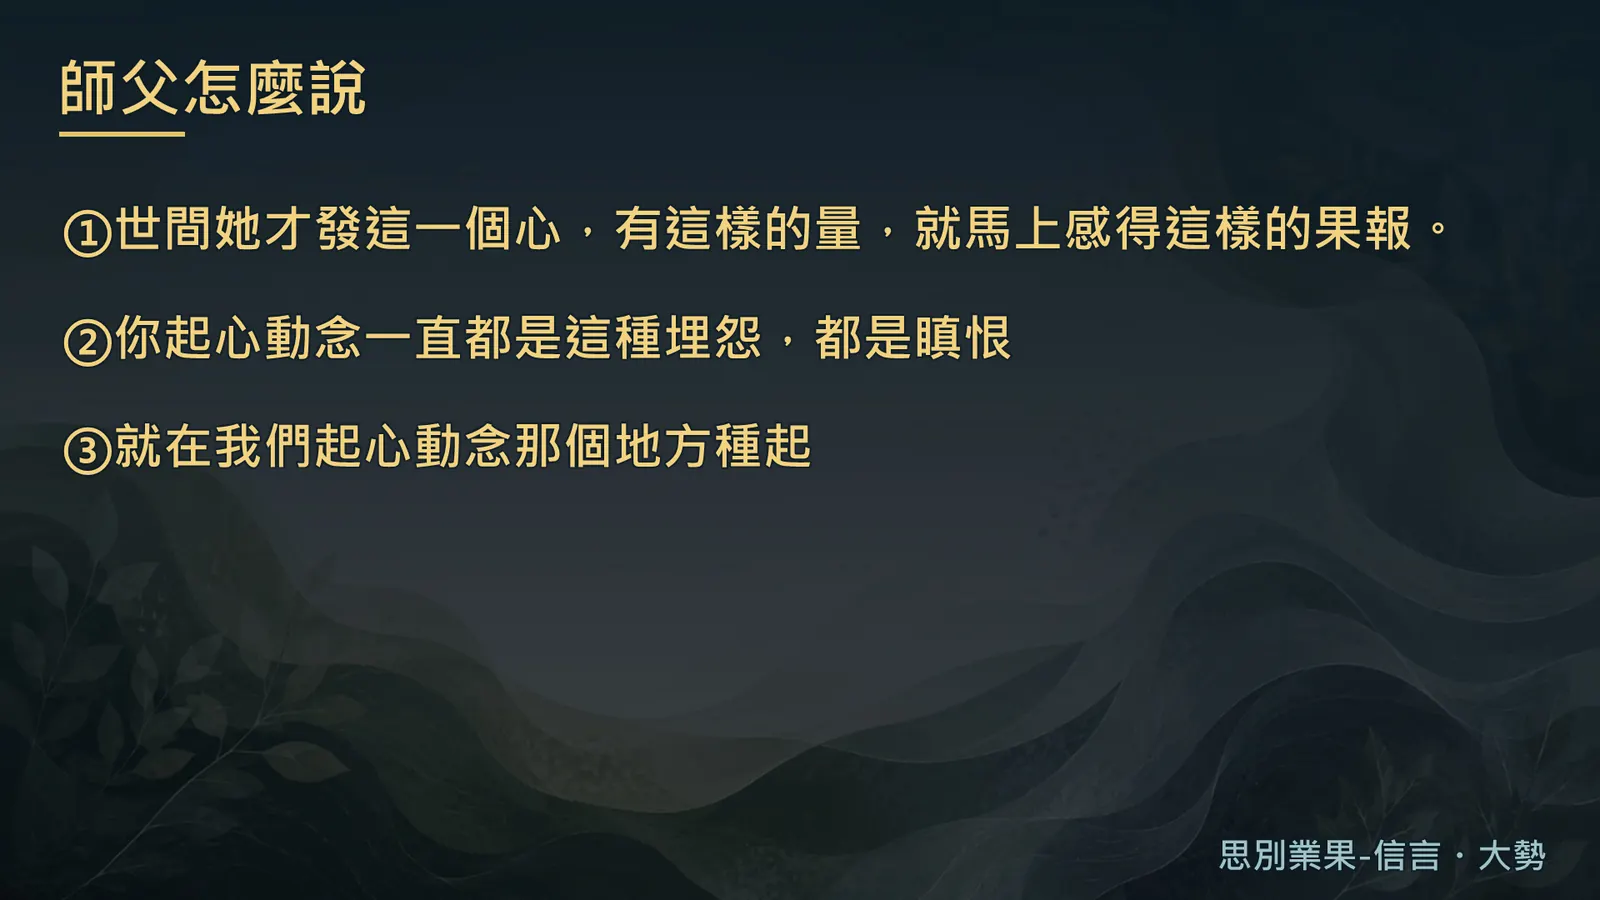 師父怎麼說
①世間她才發這一個心，有這樣的量，就馬上感得這樣的果報。
②你起心動念一直都是這種埋怨，都是瞋恨
③就在我們起心動念那個地方種起
思別業果-信言・大勢